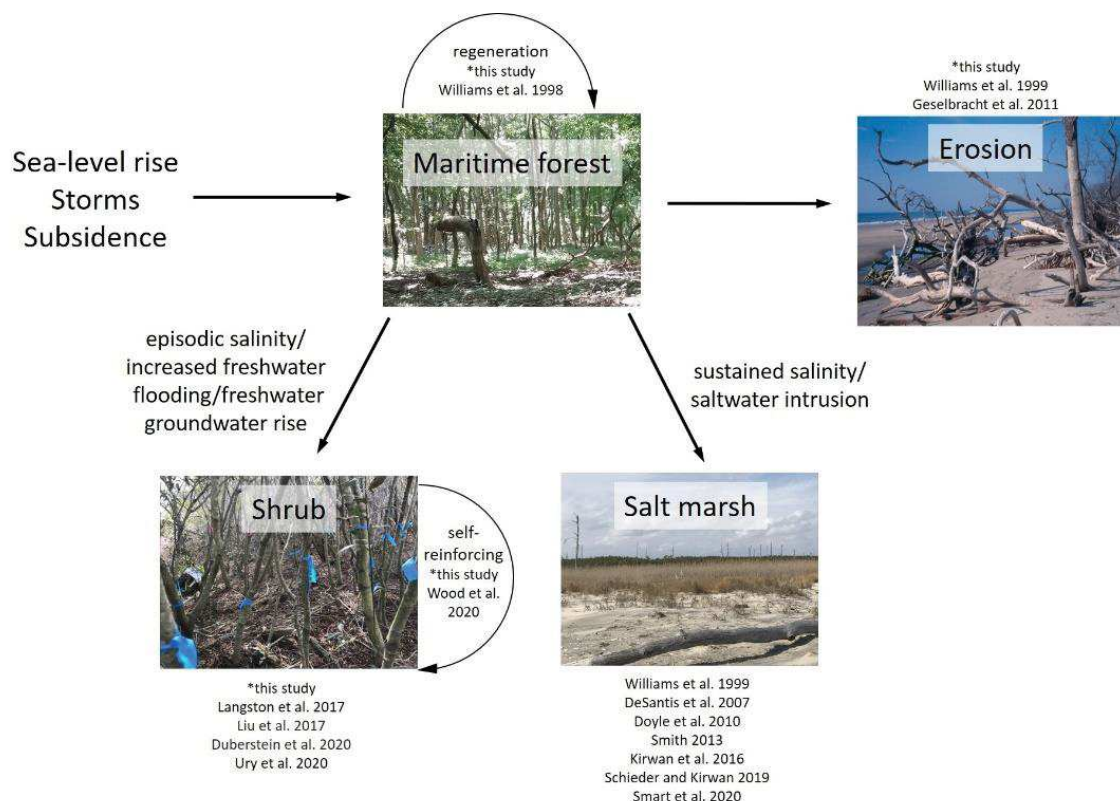 regeneration
*this study
Williams et al. 1998
Maritime forest
*this study
Williams et al. 1999
Geselbracht et al. 2011
Erosion
Sea-level rise
Storms
Subsidence
episodic salinity/
increased freshwater
flooding/freshwater
groundwater rise
sustained salinity/
saltwater intrusion
Shrub
self-
reinforcing
*this study
Wood et al.
2020
Salt marsh
*this study
Langston et al. 2017
Liu et al. 2017
Duberstein et al. 2020
Ury et al. 2020
Williams et al. 1999
DeSantis et al. 2007
Doyle et al. 2010
Smith 2013
Kirwan et al. 2016
Schieder and Kirwan 2019
Smart et al. 2020